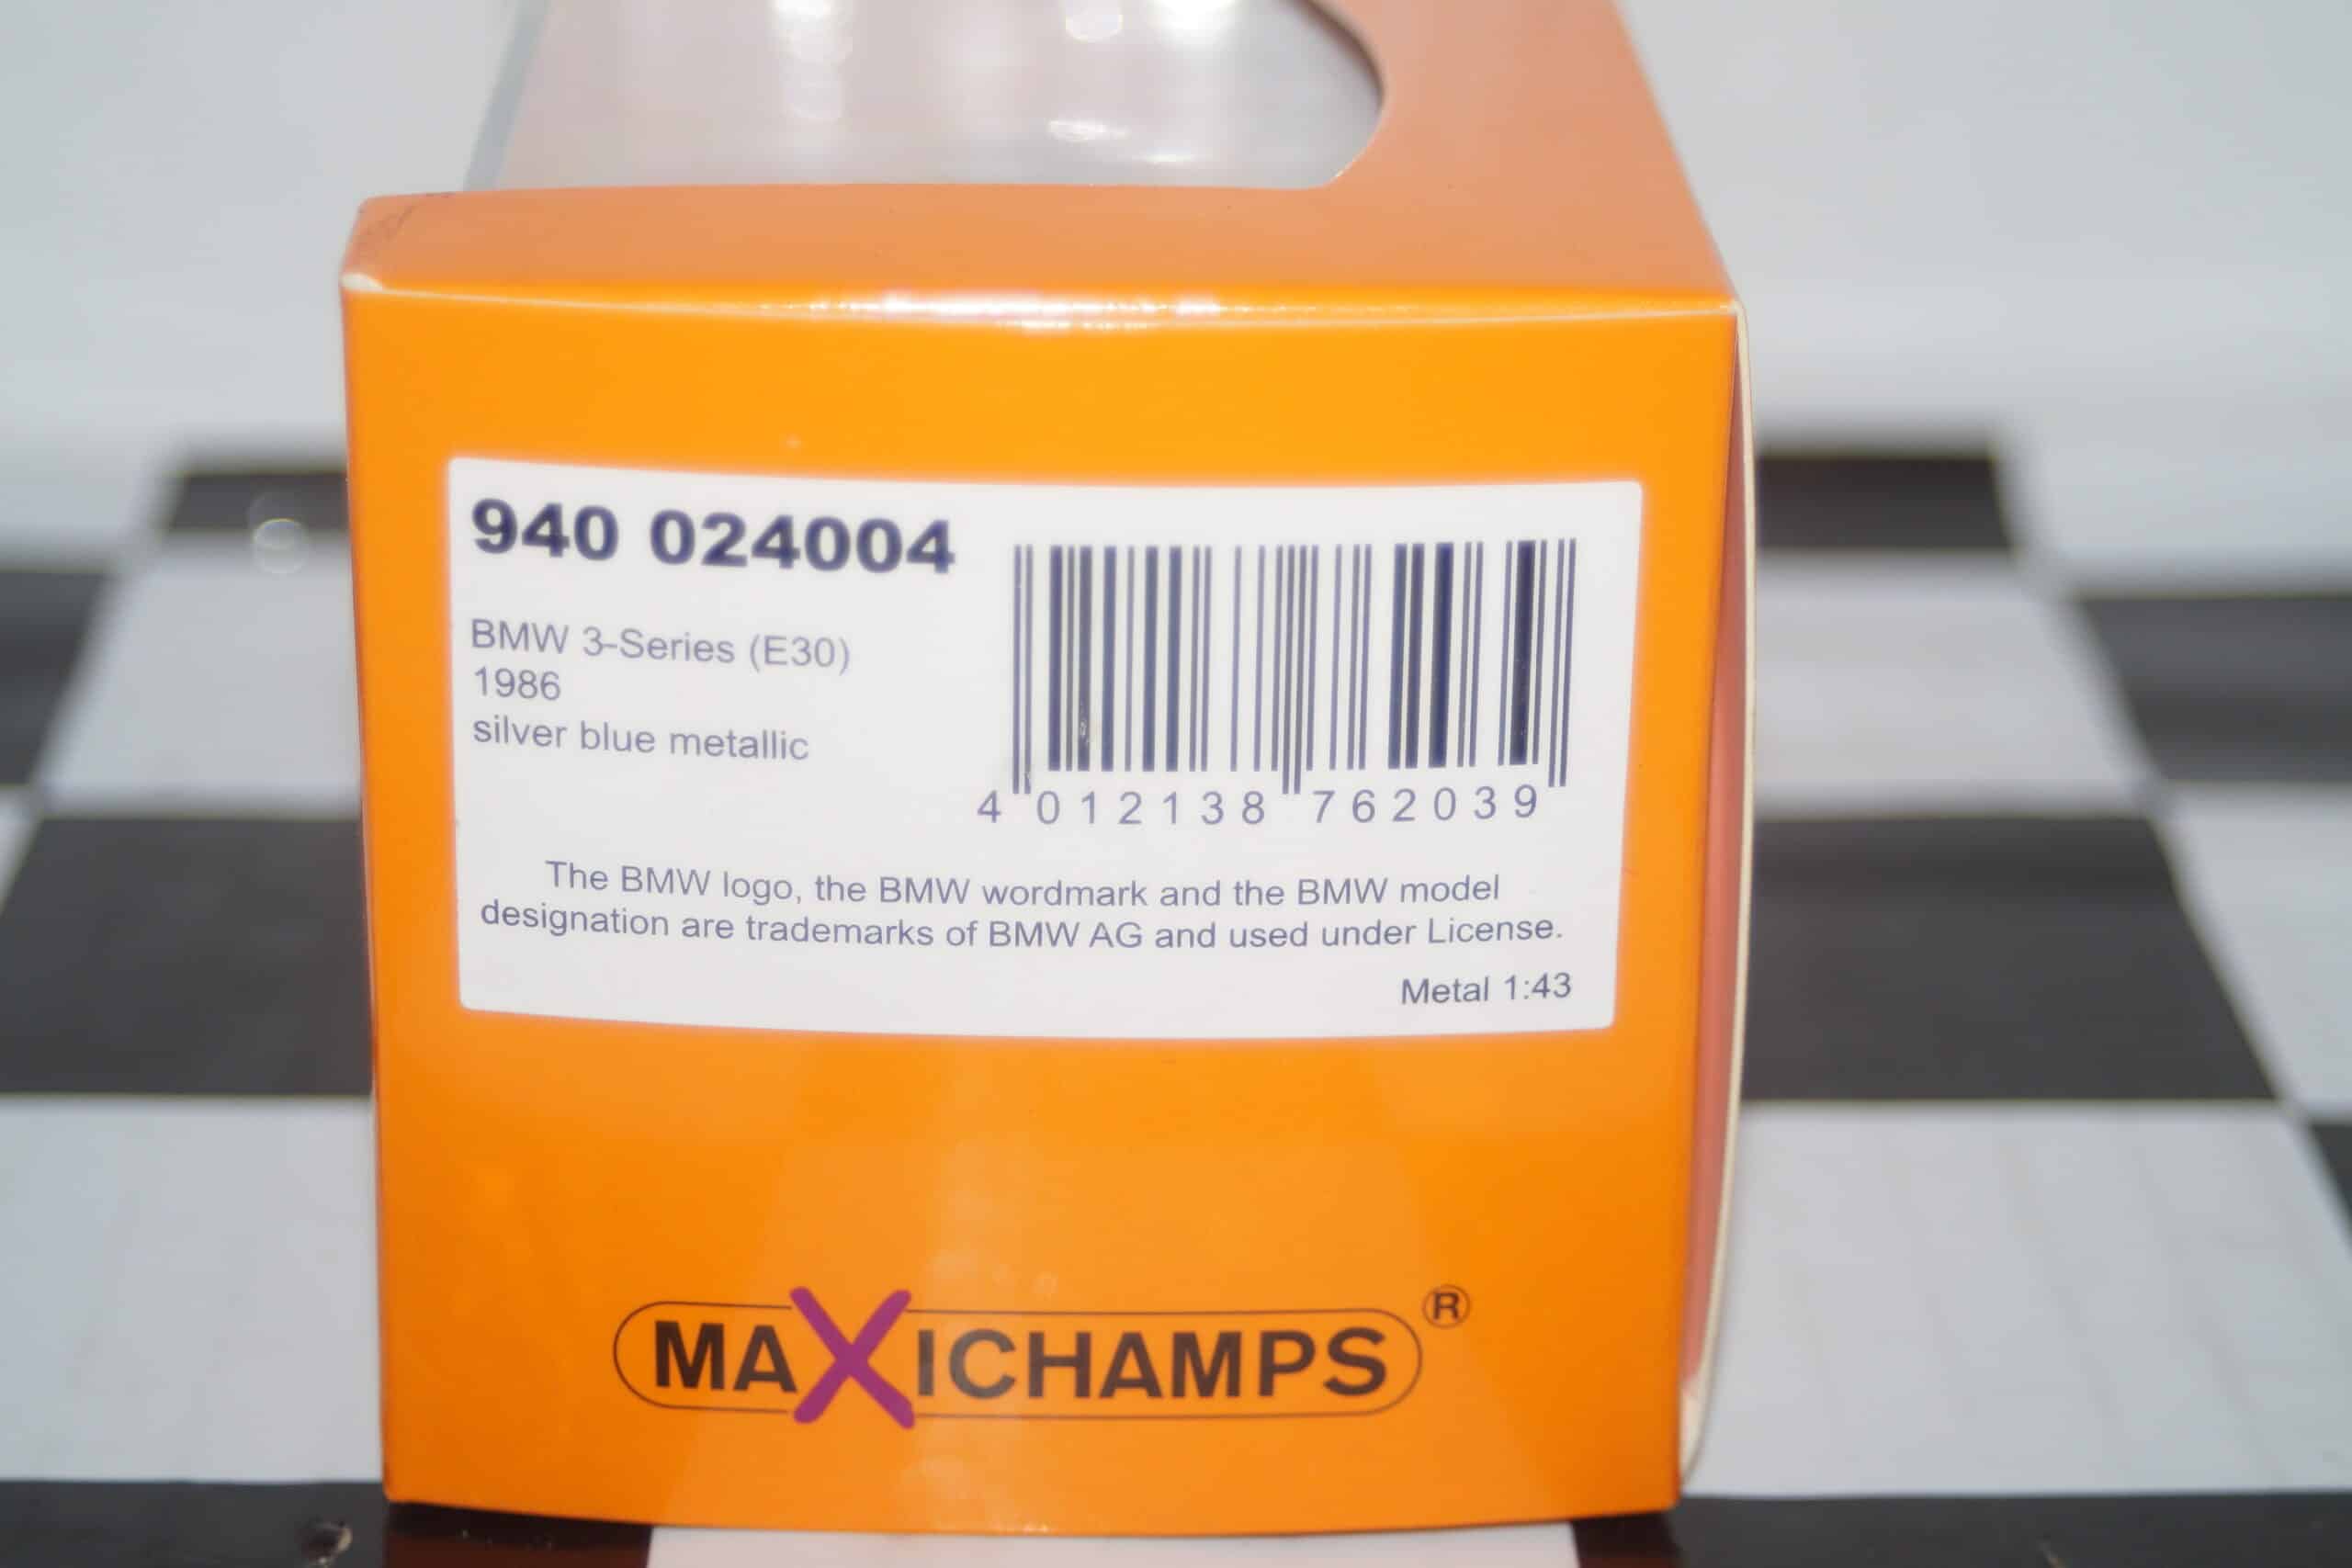 940 024004
BMW 3-Series (E30)
1986
silver blue metallic
4 012138 762039
The BMW logo, the BMW wordmark and the BMW model
designation are trademarks of BMW AG and used under License.
Metal 1:43
MAXICHAMPS®